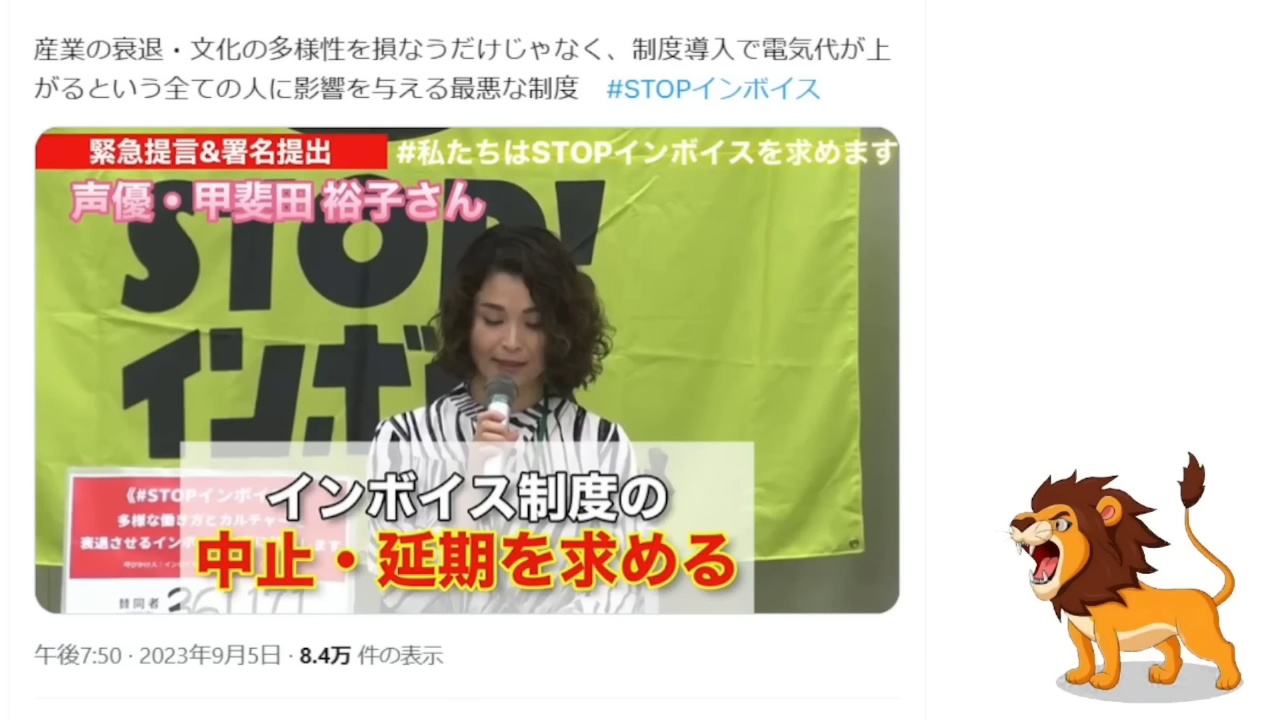 産業の衰退・文化の多様性を損なうだけじゃなく、制度導入で電気代が上
がるという全ての人に影響を与える最悪な制度 #STOPインボイス
緊急提言&署名提出
#私たちはSTOPインボイスを求めます
声優・甲斐田 裕子さん
STOP!
インボ
《#STOPインボイ
多様な働き方とカルチャー
衰退させるインボ
ます
インボイス制度の
中止・延期を求める
賛同者
午後7:50 · 2023年9月5日 · 8.4万 件の表示